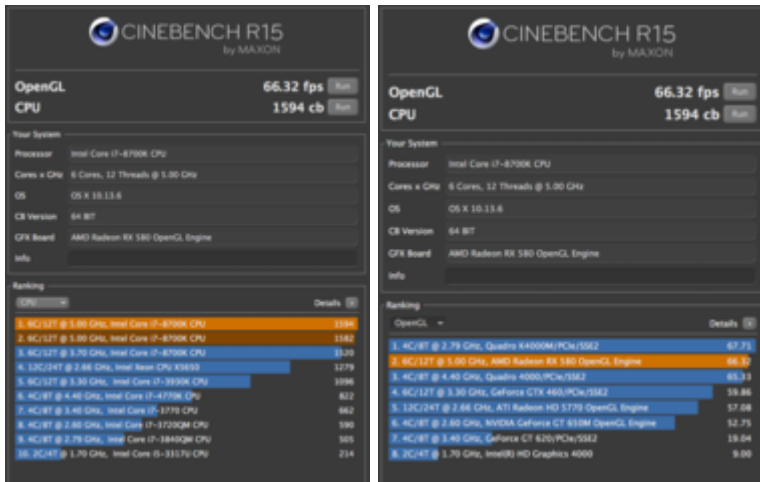 CINEBENCH R15
by MAXON
OpenGL 66.32 fps Run
CPU 1594 cb Run
Your System
Processor Intel Core i7-8700K CPU
Cores x GHz 6 Cores, 12 Threads @ 5.00 GHz
OS OS X 10.13.6
CB Version 64 BIT
GFX Board AMD Radeon RX 580 OpenGL Engine
Info
Ranking
CPU Details
1. 6C/12T @ 5.00 GHz, Intel Core i7-8700K CPU 1594
2. 6C/12T @ 5.00 GHz, Intel Core i7-8700K CPU 1582
3. 6C/12T @ 3.70 GHz, Intel Core i7-8700K CPU 1520
4. 12C/24T @ 2.66 GHz, Intel Xeon CPU X5650 1279
5. 6C/12T @ 3.30 GHz, Intel Core i7-3930K CPU 1096
6. 4C/8T @ 4.40 GHz, Intel Core i7-4770K CPU 822
7. 4C/8T @ 3.40 GHz, Intel Core i7-3770 CPU 662
8. 4C/8T @ 2.60 GHz, Intel Core i7-3720QM CPU 590
9. 4C/8T @ 2.79 GHz, Intel Core i7-3840QM CPU 505
10. 2C/4T @ 1.70 GHz, Intel Core i5-3317U CPU 214
CINEBENCH R15
by MAXON
OpenGL 66.32 fps Run
CPU 1594 cb Run
Your System
Processor Intel Core i7-8700K CPU
Cores x GHz 6 Cores, 12 Threads @ 5.00 GHz
OS OS X 10.13.6
CB Version 64 BIT
GFX Board AMD Radeon RX 580 OpenGL Engine
Info
Ranking
OpenGL Details
1. 4C/8T @ 2.79 GHz, Quadro K4000M/PCIe/SSE2 67.71
2. 6C/12T @ 5.00 GHz, AMD Radeon RX 580 OpenGL Engine 66.32
3. 4C/8T @ 4.40 GHz, Quadro 4000/PCIe/SSE2 65.33
4. 6C/12T @ 3.30 GHz, GeForce GTX 460/PCIe/SSE2 59.86
5. 12C/24T @ 2.66 GHz, ATI Radeon HD 5770 OpenGL Engine 57.08
6. 4C/8T @ 2.60 GHz, NVIDIA GeForce GT 650M OpenGL Engine 52.75
7. 4C/8T @ 3.40 GHz, GeForce GT 620/PCIe/SSE2 19.04
8. 2C/4T @ 1.70 GHz, Intel(R) HD Graphics 4000 9.00